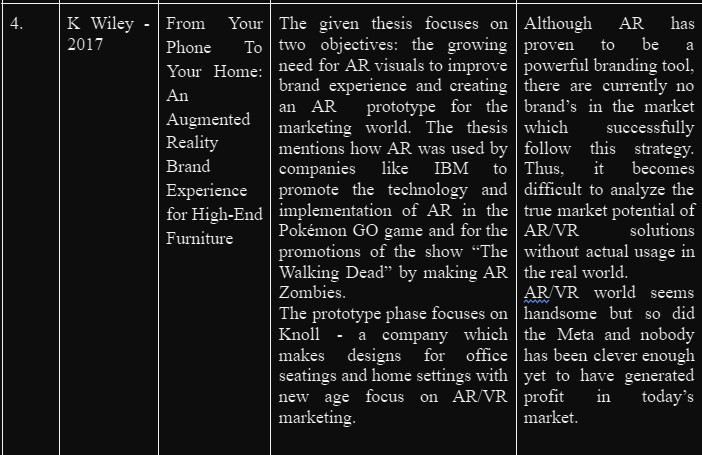 4.
K Wiley -
2017
From Your
Phone To
Your Home:
An
Augmented
Reality
Brand
Experience
for High-End
Furniture
The given thesis focuses on
two objectives: the growing
need for AR visuals to improve
brand experience and creating
an AR prototype for the
marketing world. The thesis
mentions how AR was used by
companies like IBM to
promote the technology and
implementation of AR in the
Pokémon GO game and for the
promotions of the show “The
Walking Dead” by making AR
Zombies.
The prototype phase focuses on
Knoll - a company which
makes designs for office
seatings and home settings with
new age focus on AR/VR
marketing.
Although AR has
proven to be a
powerful branding tool,
there are currently no
brand’s in the market
which successfully
follow this strategy.
Thus, it becomes
difficult to analyze the
true market potential of
AR/VR solutions
without actual usage in
the real world.
AR/VR world seems
handsome but so did
the Meta and nobody
has been clever enough
yet to have generated
profit in today’s
market.